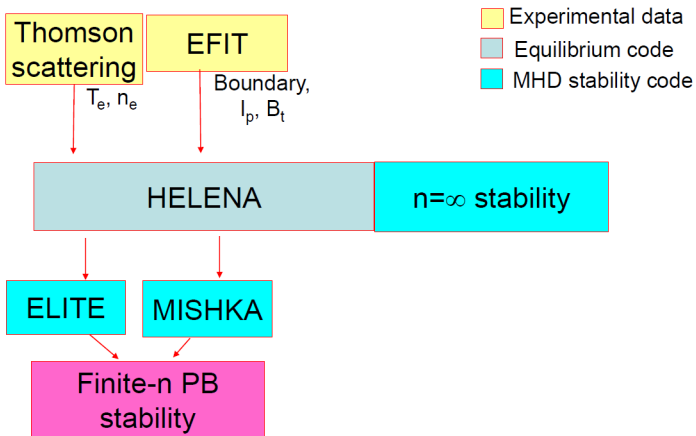 Thomson
scattering
EFIT
Experimental data
Equilibrium code
MHD stability code
Tₑ, nₑ
Boundary,
Iₚ, Bₜ
HELENA
n=∞ stability
ELITE
MISHKA
Finite-n PB
stability